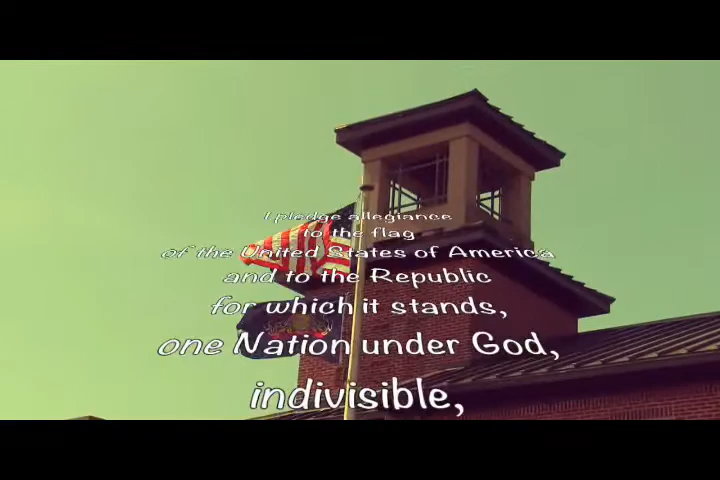 I pledge allegiance
to the flag
of the United States of America
and to the Republic
for which it stands,
one Nation under God,
indivisible,